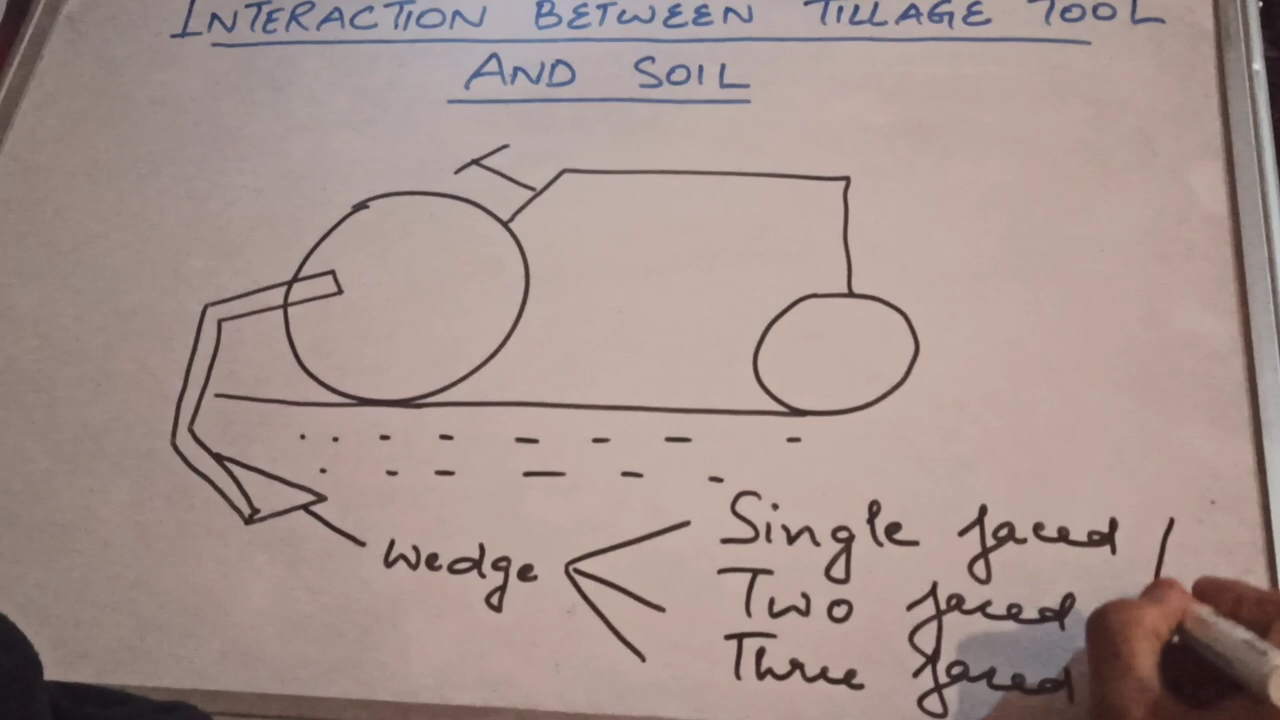 INTERACTION BETWEEN TILLAGE TOOL
AND SOIL
wedge
Single faced
Two faced
Three faced